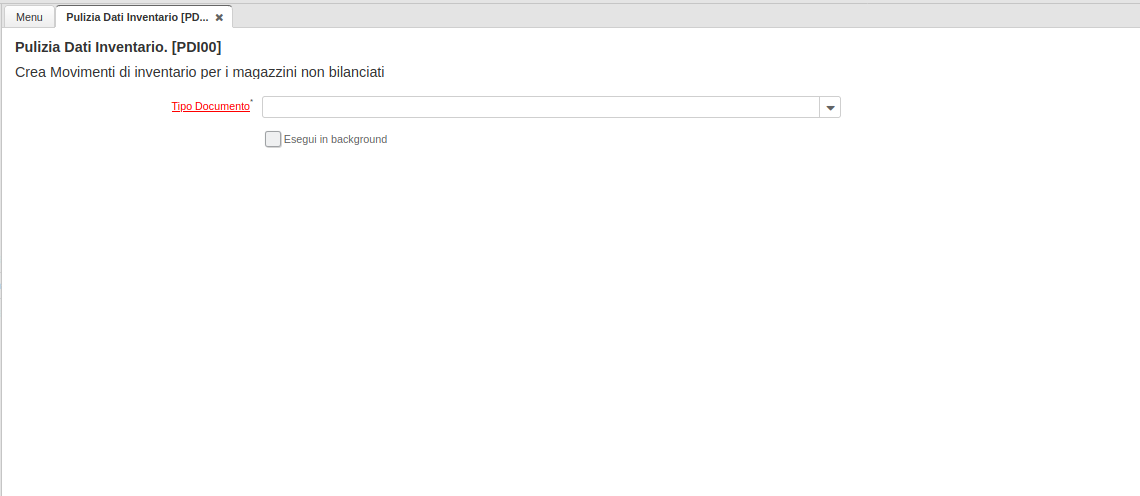 Menu
Pulizia Dati Inventario [PD...
Pulizia Dati Inventario. [PDI00]
Crea Movimenti di inventario per i magazzini non bilanciati
Tipo Documento*
Esegui in background